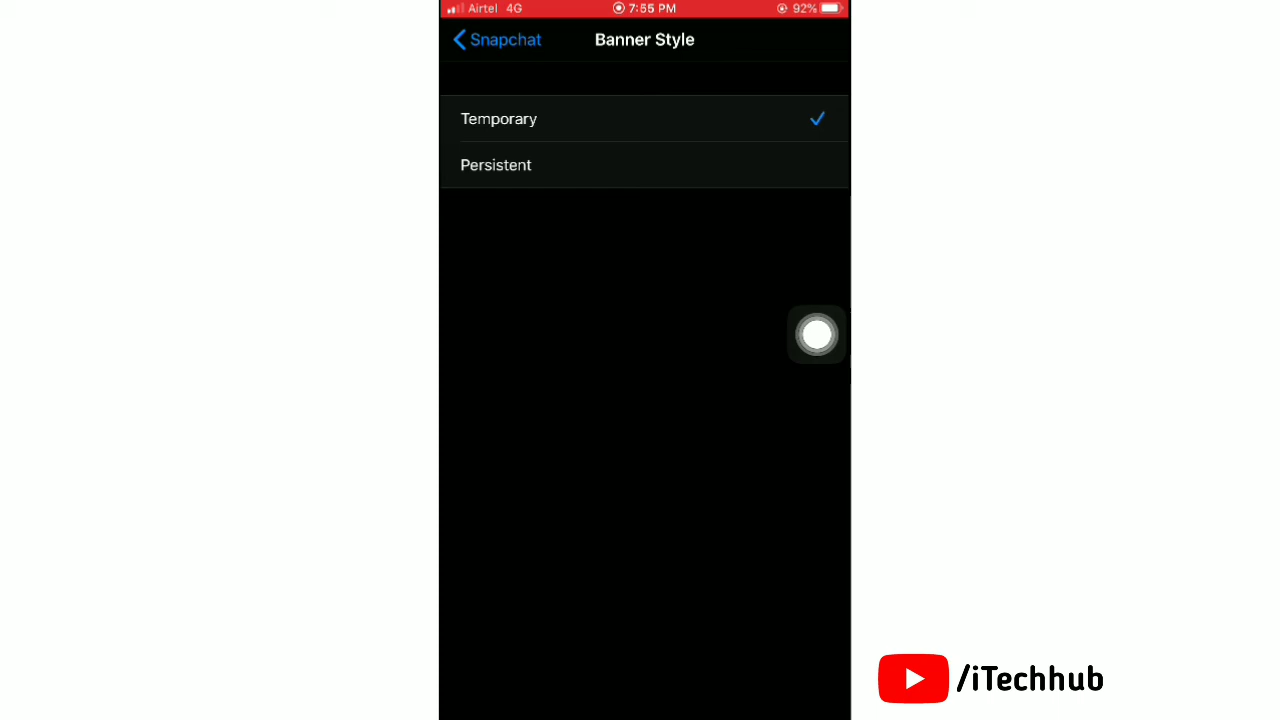 Airtel 4G 7:55 PM 92%
Snapchat Banner Style
Temporary
Persistent
/iTechhub